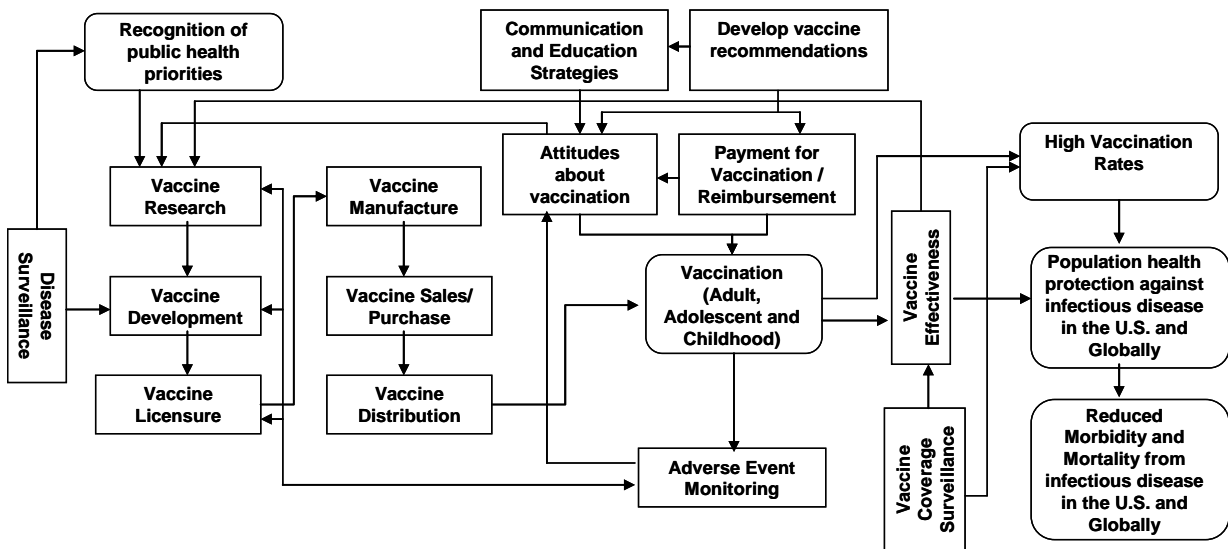 Recognition of
public health
priorities
Communication
and Education
Strategies
Develop vaccine
recommendations
Vaccine
Research
Vaccine
Manufacture
Attitudes
about
vaccination
Payment for
Vaccination /
Reimbursement
High Vaccination
Rates
Disease
Surveillance
Vaccine
Development
Vaccine Sales/
Purchase
Vaccination
(Adult,
Adolescent and
Childhood)
Vaccine
Effectiveness
Population health
protection against
infectious disease
in the U.S. and
Globally
Vaccine
Licensure
Vaccine
Distribution
Adverse Event
Monitoring
Vaccine
Coverage
Surveillance
Reduced
Morbidity and
Mortality from
infectious disease
in the U.S. and
Globally